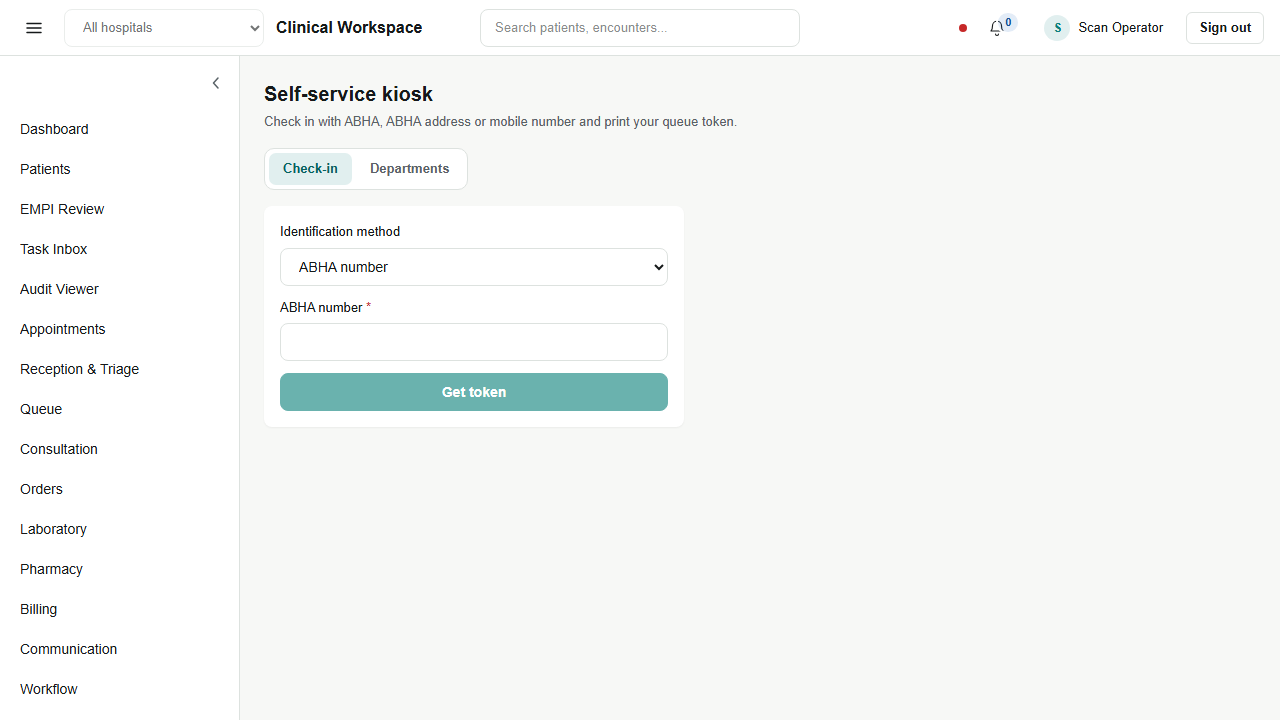 All hospitals
Clinical Workspace
Search patients, encounters...
0
S
Scan Operator
Sign out
Dashboard
Patients
EMPI Review
Task Inbox
Audit Viewer
Appointments
Reception & Triage
Queue
Consultation
Orders
Laboratory
Pharmacy
Billing
Communication
Workflow
Self-service kiosk
Check in with ABHA, ABHA address or mobile number and print your queue token.
Check-in
Departments
Identification method
ABHA number
ABHA number *
Get token